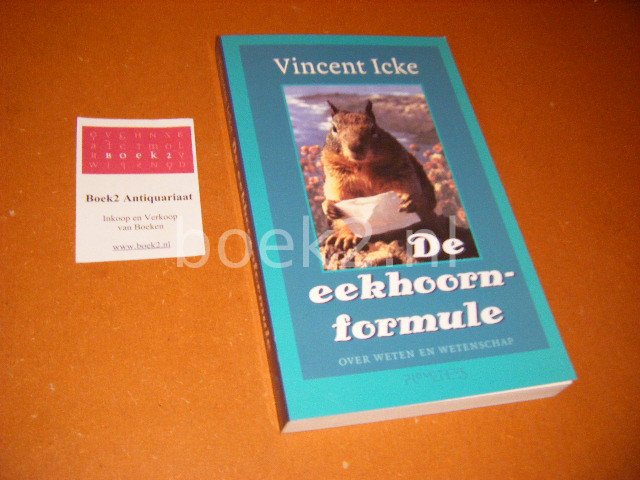 BOEK2
Boek2 Antiquariaat
Inkoop en Verkoop
van Boeken
www.boek2.nl
Vincent Icke
De
eekhoorn-
formule
OVER WETEN EN WETENSCHAP
boek2.nl